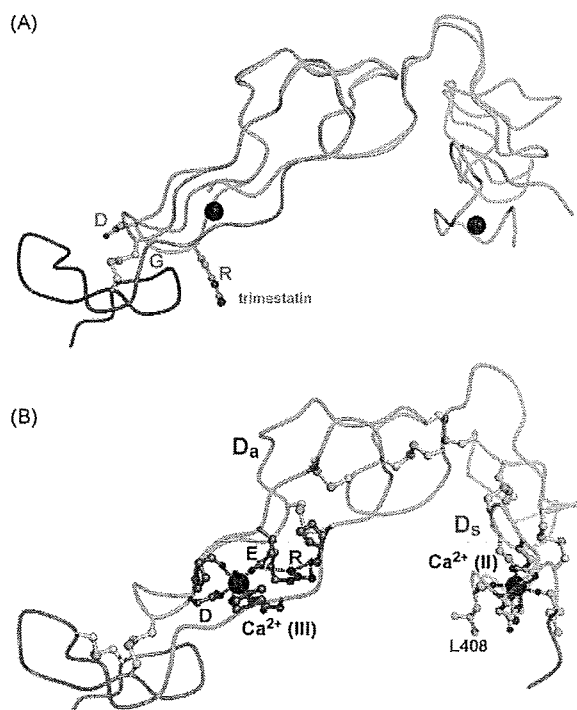 (A)
D
G
R
trimestatin
(B)
Dₐ
Dₛ
E
R
Ca²⁺ (II)
D
Ca²⁺ (III)
L408